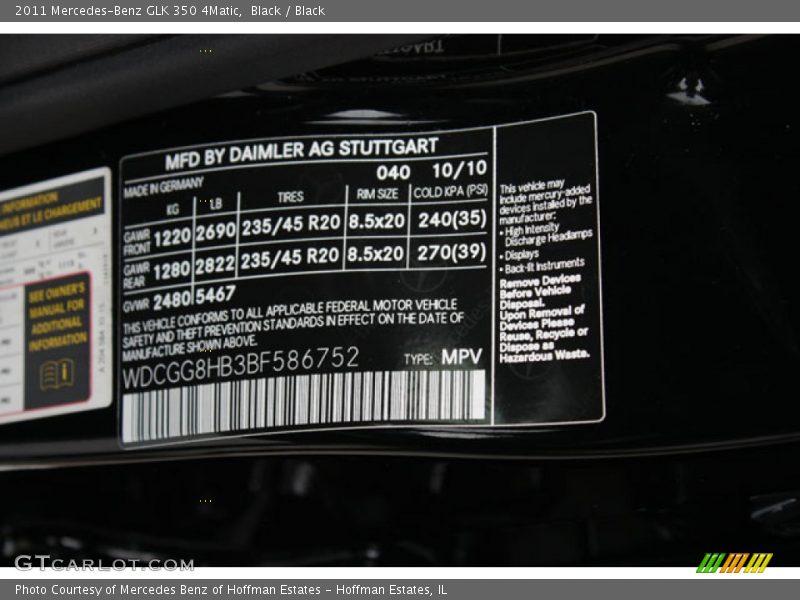 2011 Mercedes-Benz GLK 350 4Matic, Black / Black
MFD BY DAIMLER AG STUTTGART
MADE IN GERMANY 040 10/10
KG LB TIRES RIM SIZE COLD KPA (PSI)
GAWR FRONT 1220 2690 235/45 R20 8.5x20 240(35)
GAWR REAR 1280 2822 235/45 R20 8.5x20 270(39)
GVWR 2480 5467
THIS VEHICLE CONFORMS TO ALL APPLICABLE FEDERAL MOTOR VEHICLE
SAFETY AND THEFT PREVENTION STANDARDS IN EFFECT ON THE DATE OF
MANUFACTURE SHOWN ABOVE.
WDCGG8HB3BF586752 TYPE: MPV
This vehicle may
include mercury-added
devices installed by the
manufacturer:
• High Intensity
Discharge Headlamps
• Displays
• Back-lit Instruments
Remove Devices
Before Vehicle
Disposal.
Upon Removal of
Devices Please
Reuse, Recycle or
Dispose as
Hazardous Waste.
INFORMATION
ET LE CHARGEMENT
SEE OWNER'S
MANUAL FOR
ADDITIONAL
INFORMATION
GTCARLOT.COM
Photo Courtesy of Mercedes Benz of Hoffman Estates - Hoffman Estates, IL